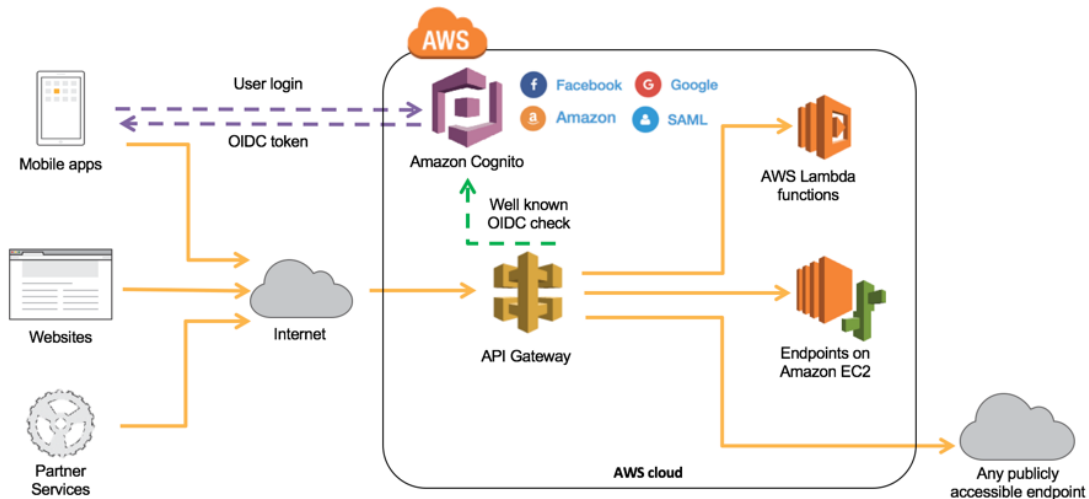 AWS
User login
Facebook
Google
Amazon
SAML
OIDC token
Mobile apps
Amazon Cognito
AWS Lambda
functions
Well known
OIDC check
Websites
Internet
API Gateway
Endpoints on
Amazon EC2
Partner
Services
AWS cloud
Any publicly
accessible endpoint